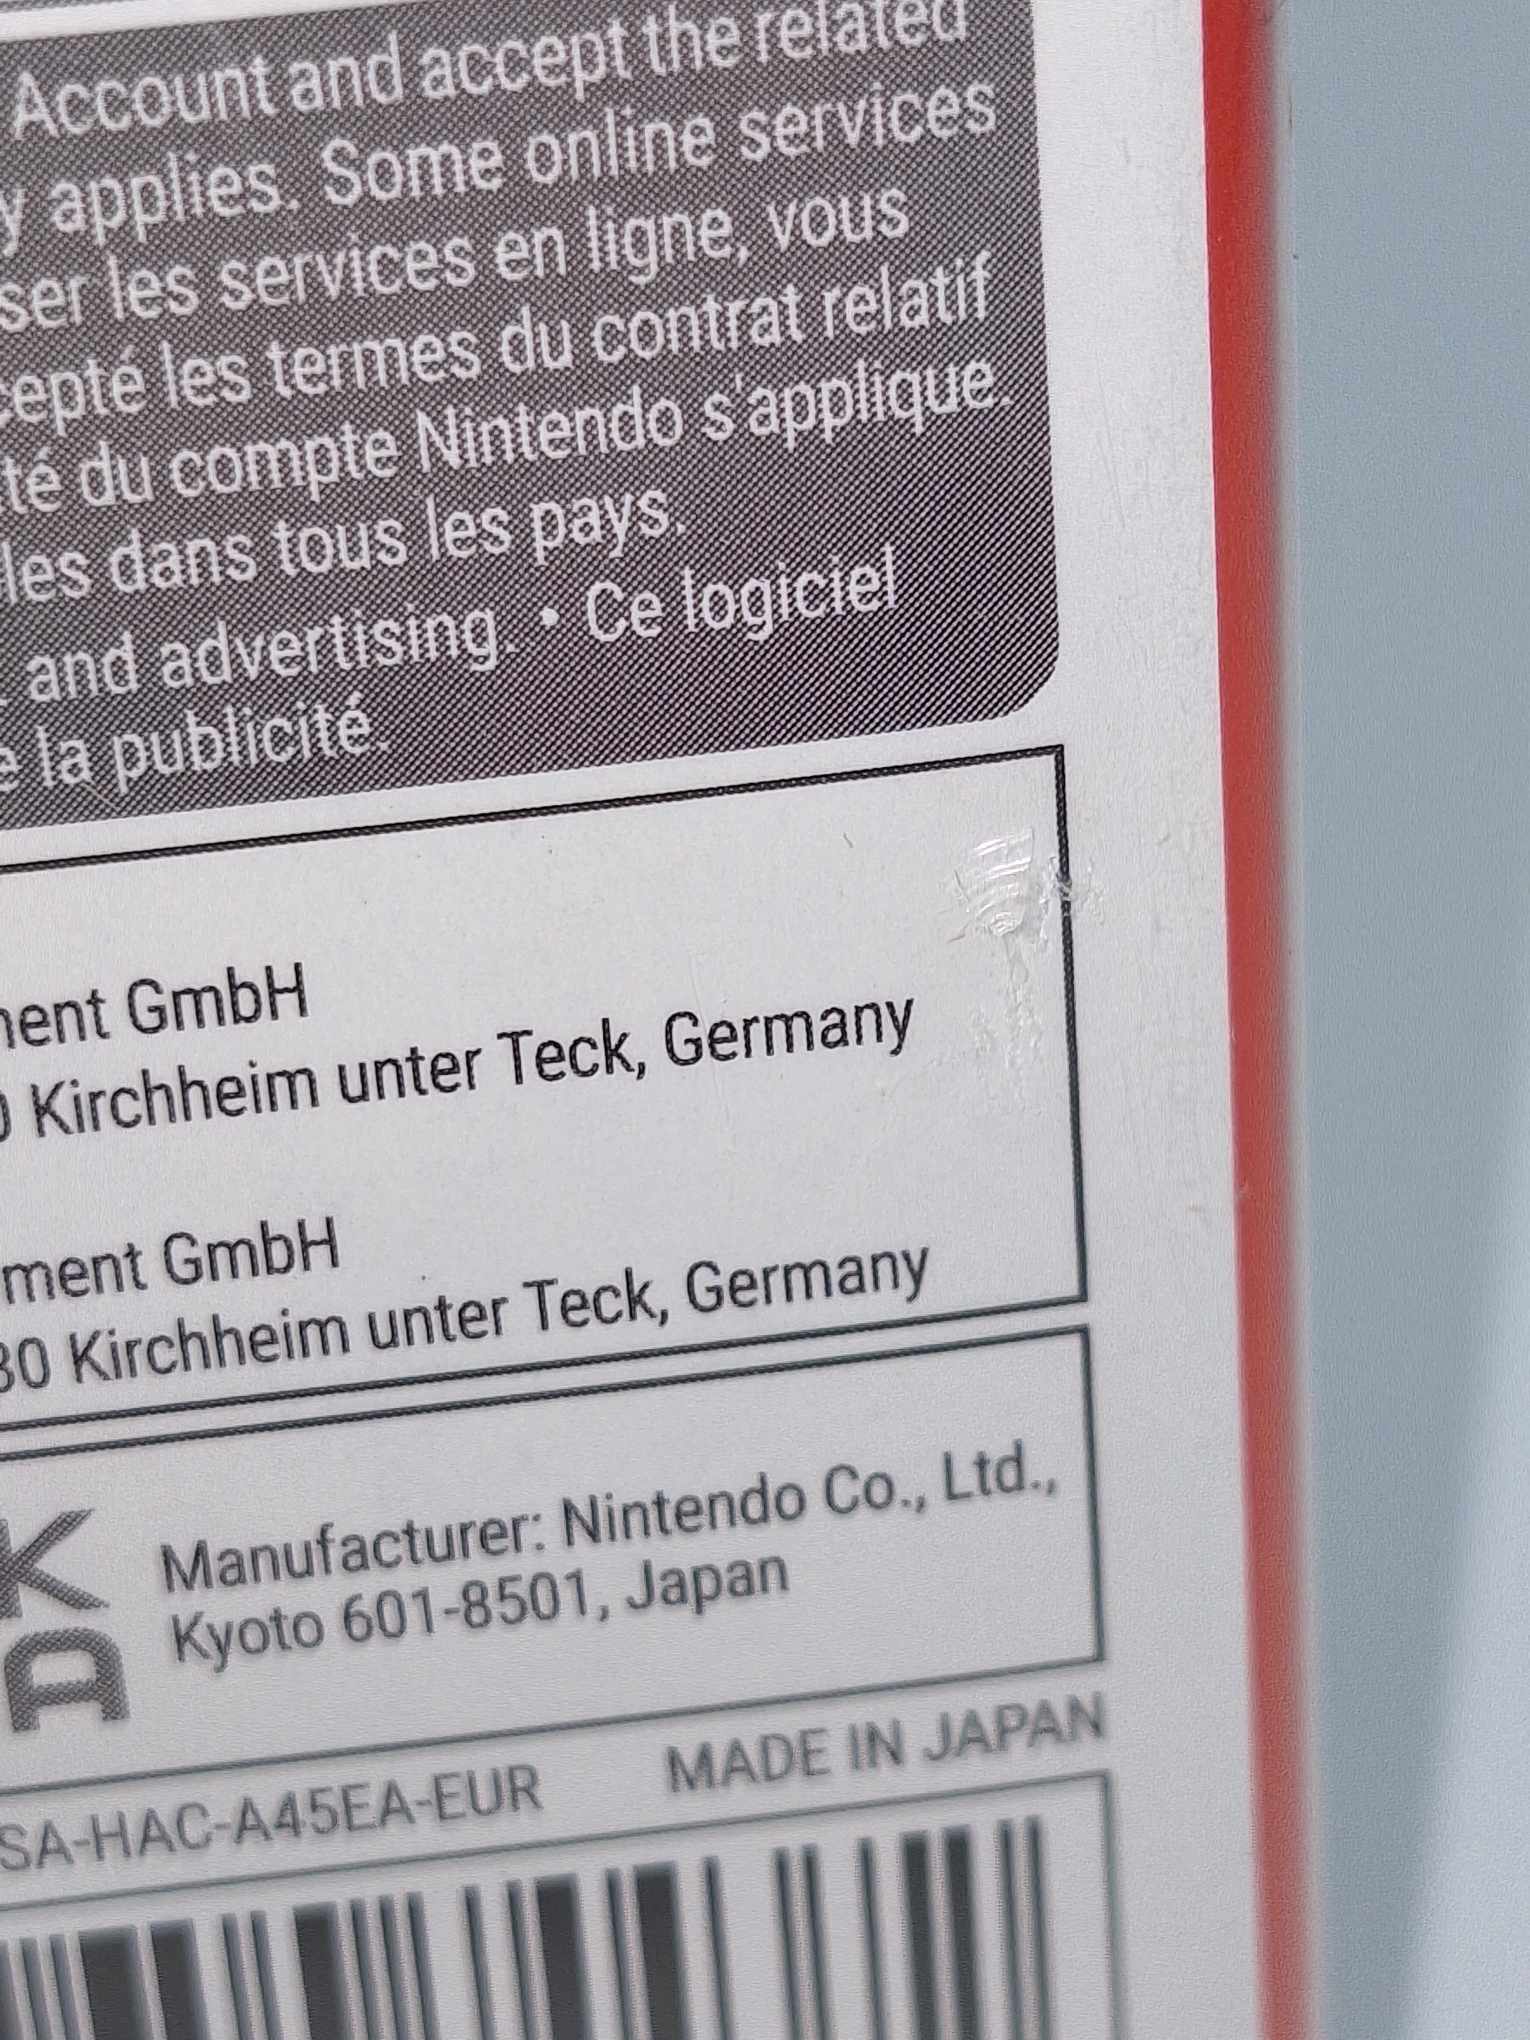 Account and accept the related
y applies. Some online services
ser les services en ligne, vous
cepté les termes du contrat relatif
té du compte Nintendo s'applique.
les dans tous les pays.
and advertising. • Ce logiciel
e la publicité.
ment GmbH
0 Kirchheim unter Teck, Germany
ment GmbH
30 Kirchheim unter Teck, Germany
K
A
Manufacturer: Nintendo Co., Ltd.,
Kyoto 601-8501, Japan
SA-HAC-A45EA-EUR MADE IN JAPAN